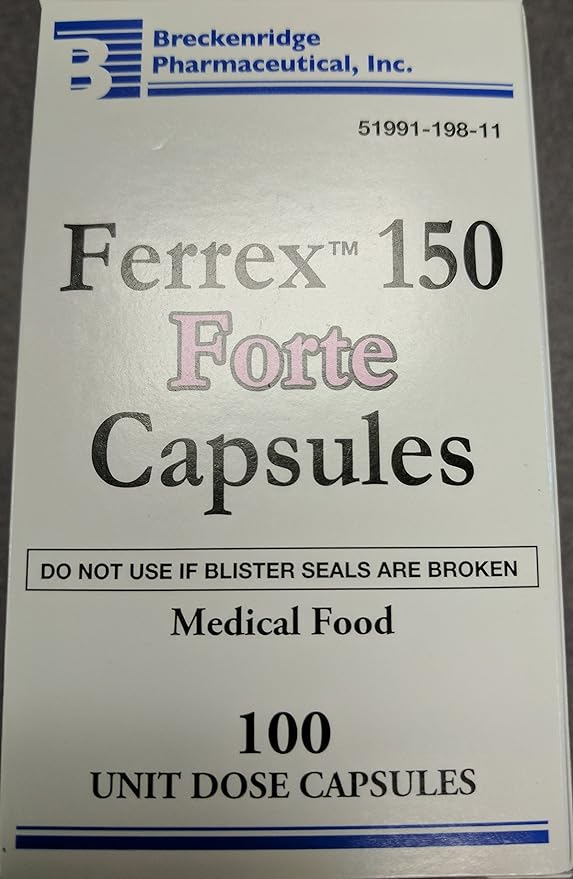 B
Breckenridge
Pharmaceutical, Inc.
51991-198-11
Ferrex™ 150
Forte
Capsules
DO NOT USE IF BLISTER SEALS ARE BROKEN
Medical Food
100
UNIT DOSE CAPSULES